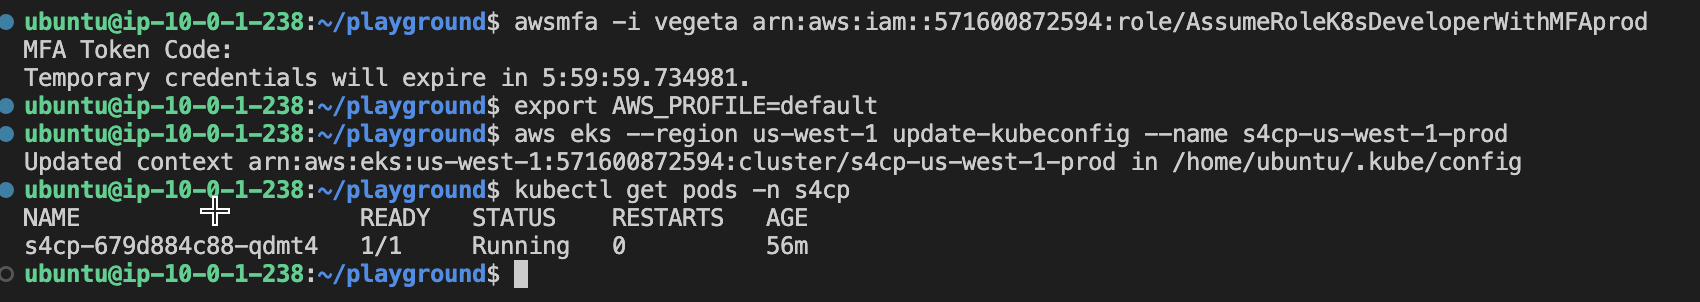 ubuntu@ip-10-0-1-238:~/playground$ awsmfa -i vegeta arn:aws:iam::571600872594:role/AssumeRoleK8sDeveloperWithMFAprod
MFA Token Code:
Temporary credentials will expire in 5:59:59.734981.
ubuntu@ip-10-0-1-238:~/playground$ export AWS_PROFILE=default
ubuntu@ip-10-0-1-238:~/playground$ aws eks --region us-west-1 update-kubeconfig --name s4cp-us-west-1-prod
Updated context arn:aws:eks:us-west-1:571600872594:cluster/s4cp-us-west-1-prod in /home/ubuntu/.kube/config
ubuntu@ip-10-0-1-238:~/playground$ kubectl get pods -n s4cp
NAME                    READY   STATUS    RESTARTS   AGE
s4cp-679d884c88-qdmt4   1/1     Running   0          56m
ubuntu@ip-10-0-1-238:~/playground$